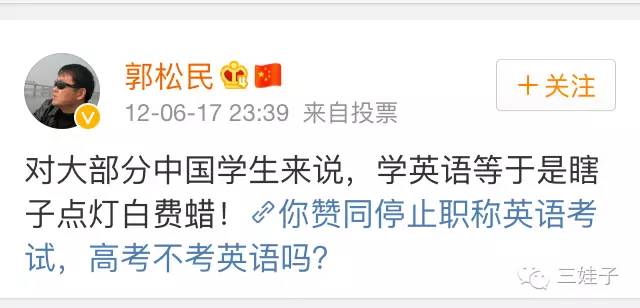 郭松民
+关注
12-06-17 23:39 来自投票
对大部分中国学生来说，学英语等于是瞎
子点灯白费蜡！你赞同停止职称英语考
试，高考不考英语吗?
三娃子